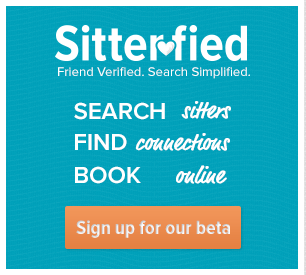 Sitterfied
Friend Verified. Search Simplified.
SEARCH sitters
FIND connections
BOOK online
Sign up for our beta